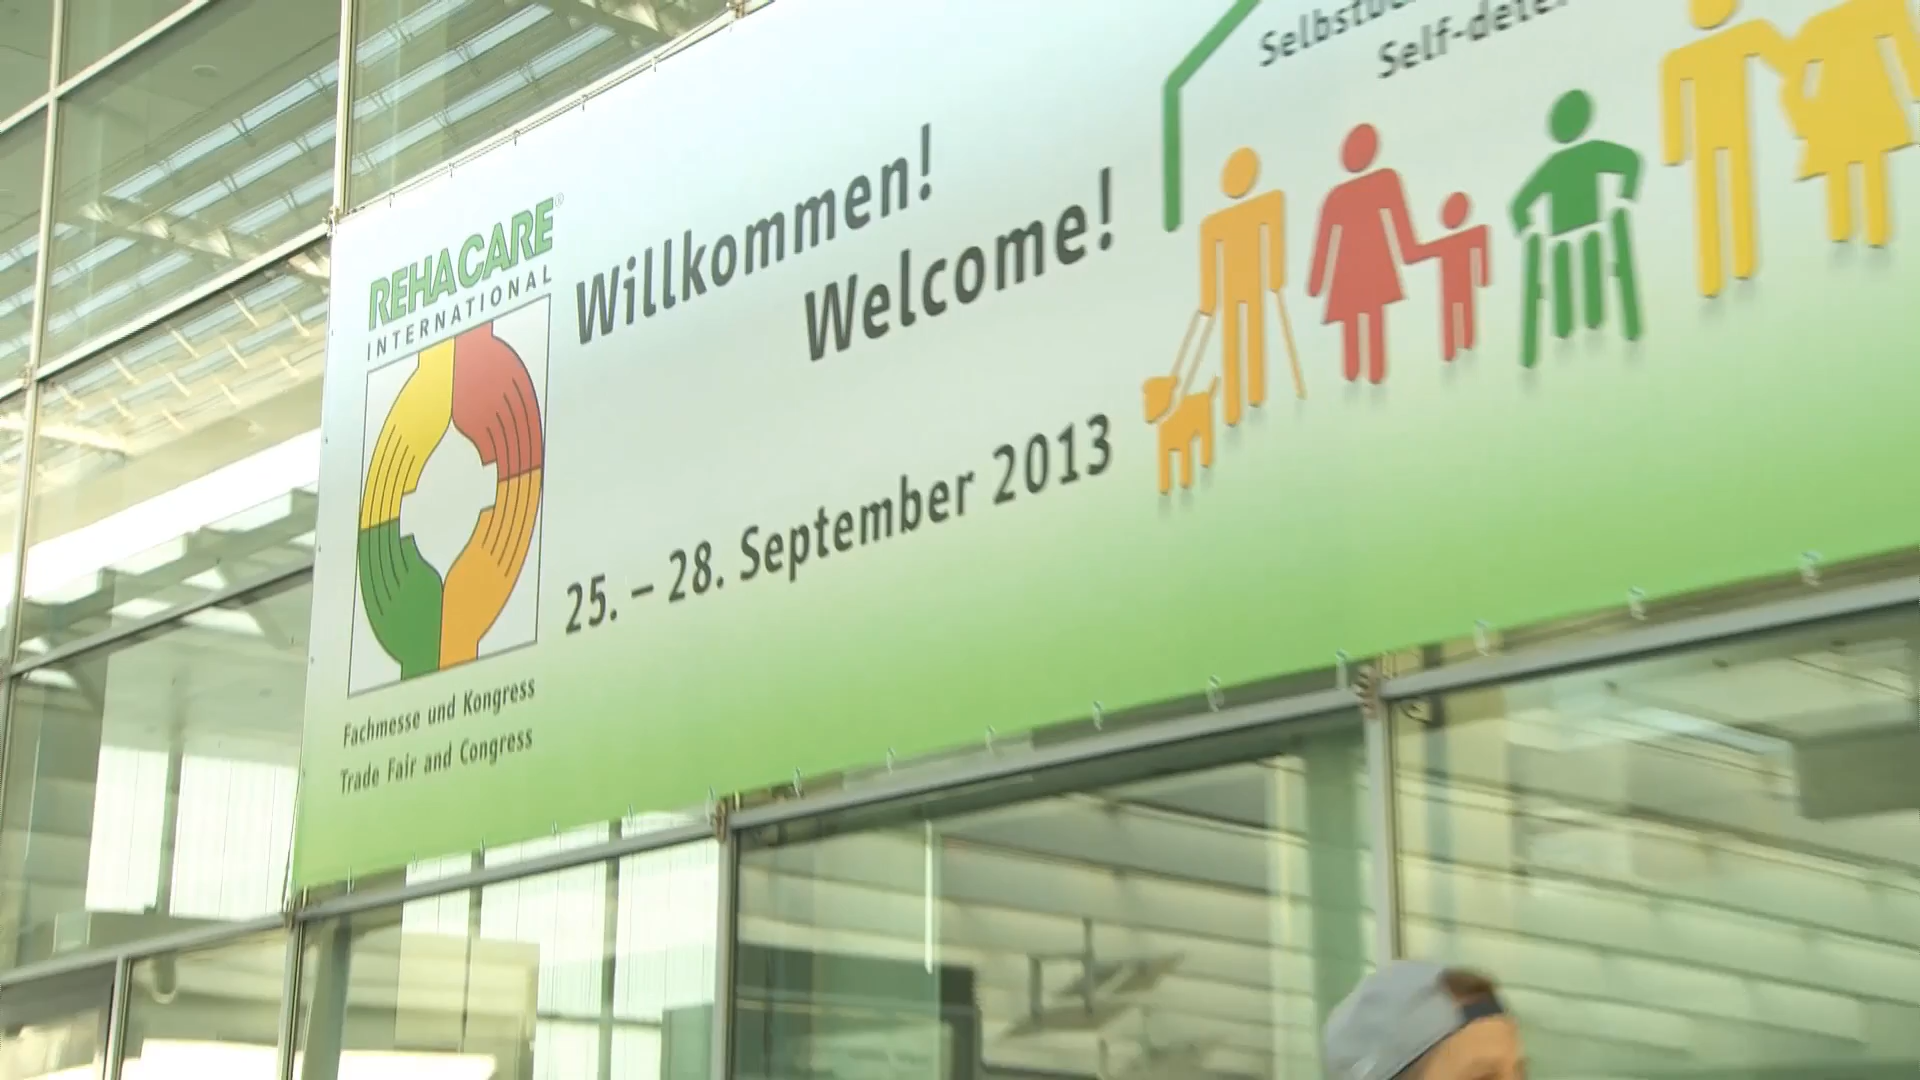 REHACARE®
INTERNATIONAL
Willkommen!
Welcome!
25. – 28. September 2013
Fachmesse und Kongress
Trade Fair and Congress